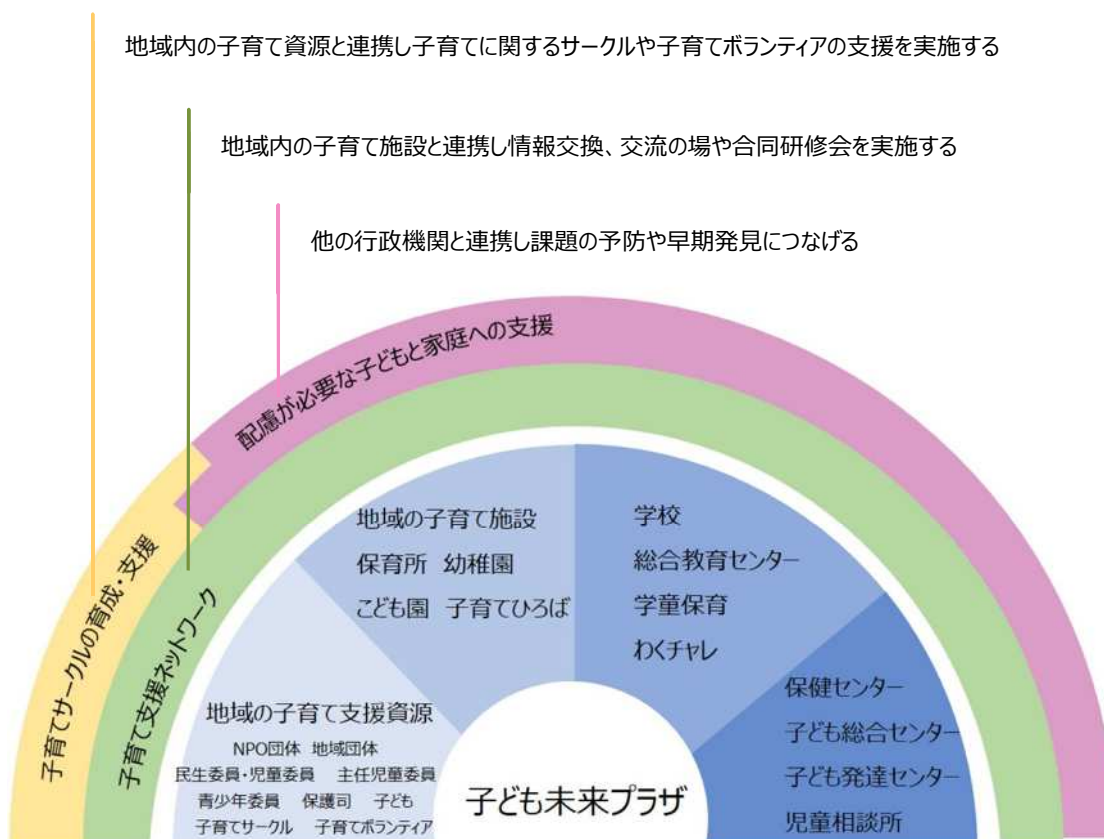 地域内の子育て資源と連携し子育てに関するサークルや子育てボランティアの支援を実施する
地域内の子育て施設と連携し情報交換、交流の場や合同研修会を実施する
他の行政機関と連携し課題の予防や早期発見につなげる
配慮が必要な子どもと家庭への支援
子育てサークルの育成・支援
子育て支援ネットワーク
地域の子育て施設
保育所 幼稚園
こども園 子育てひろば
学校
総合教育センター
学童保育
わくチャレ
地域の子育て支援資源
NPO団体 地域団体
民生委員・児童委員 主任児童委員
青少年委員 保護司 子ども
子育てサークル 子育てボランティア
保健センター
子ども総合センター
子ども発達センター
児童相談所
子ども未来プラザ